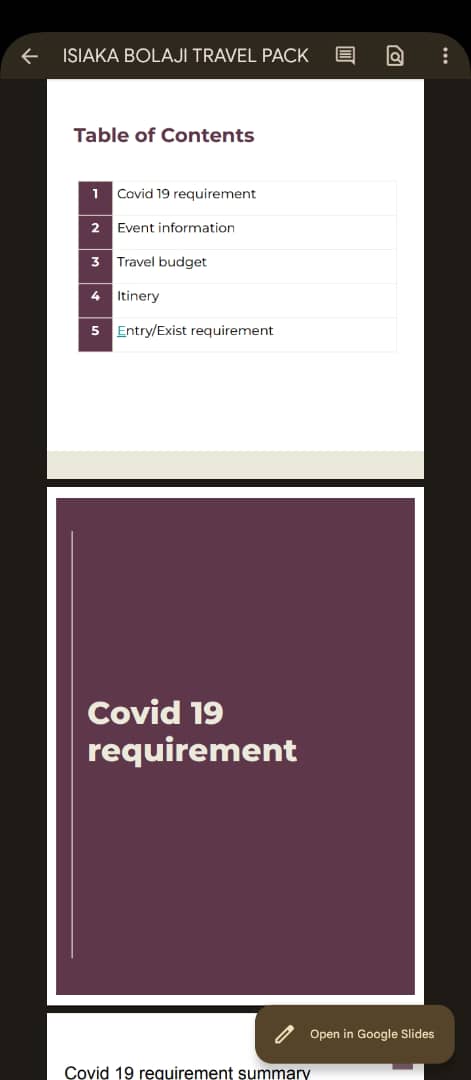 ISIAKA BOLAJI TRAVEL PACK
Table of Contents
1 Covid 19 requirement
2 Event information
3 Travel budget
4 Itinery
5 Entry/Exist requirement
Covid 19
requirement
Open in Google Slides
Covid 19 requirement summary